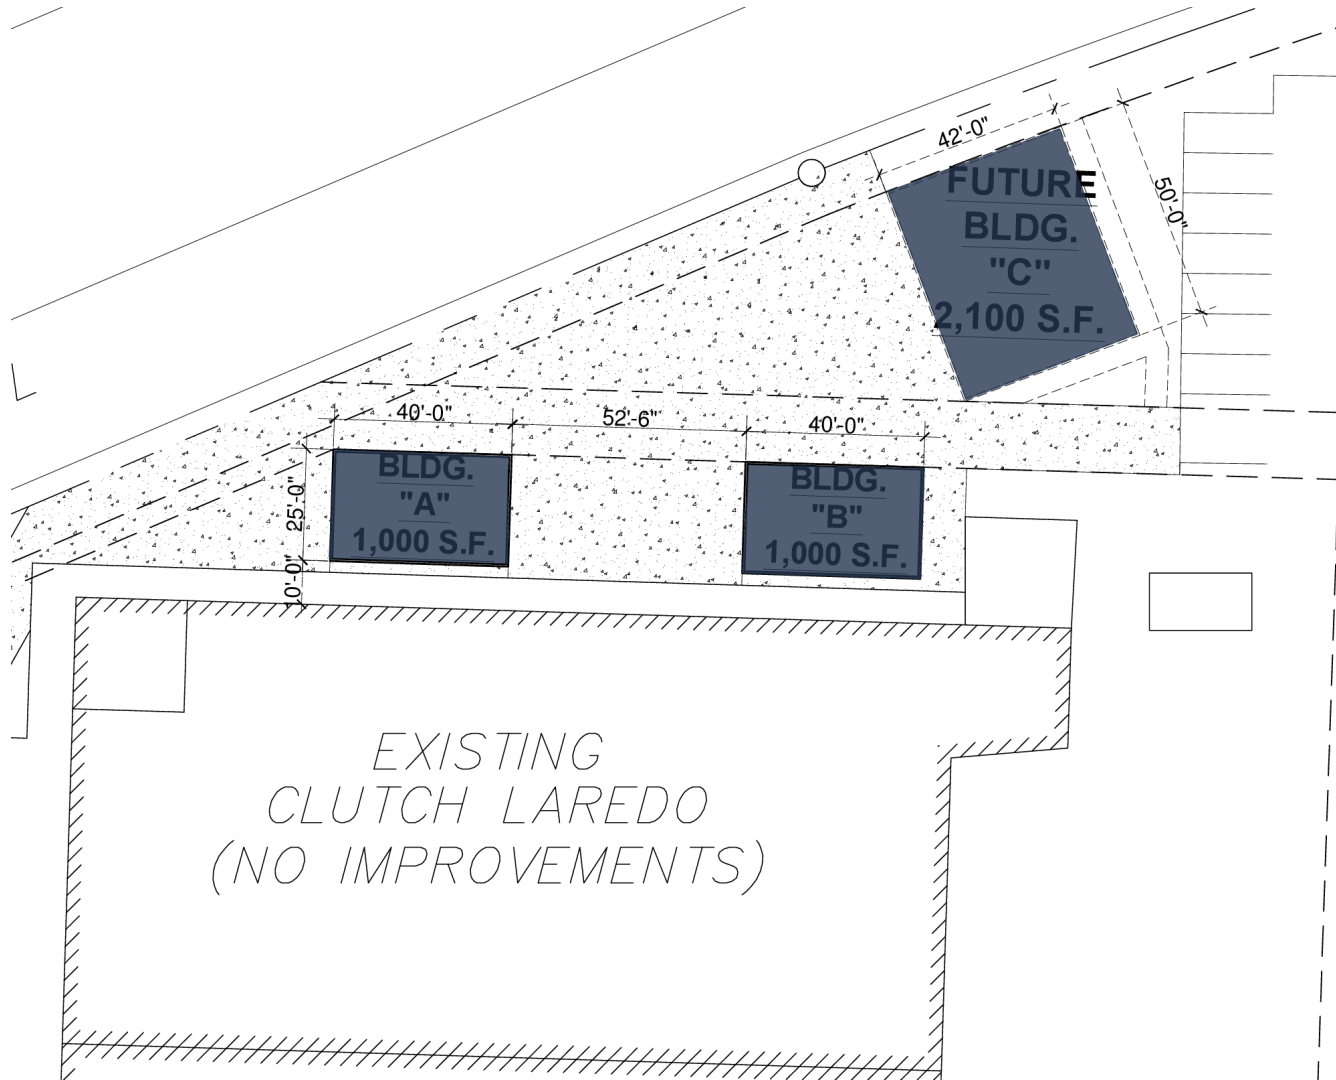 42'-0"
FUTURE
BLDG.
"C"
2,100 S.F.
50'-0"
40'-0"
52'-6"
40'-0"
25'-0"
10'-0"
BLDG.
"A"
1,000 S.F.
BLDG.
"B"
1,000 S.F.
EXISTING
CLUTCH LAREDO
(NO IMPROVEMENTS)